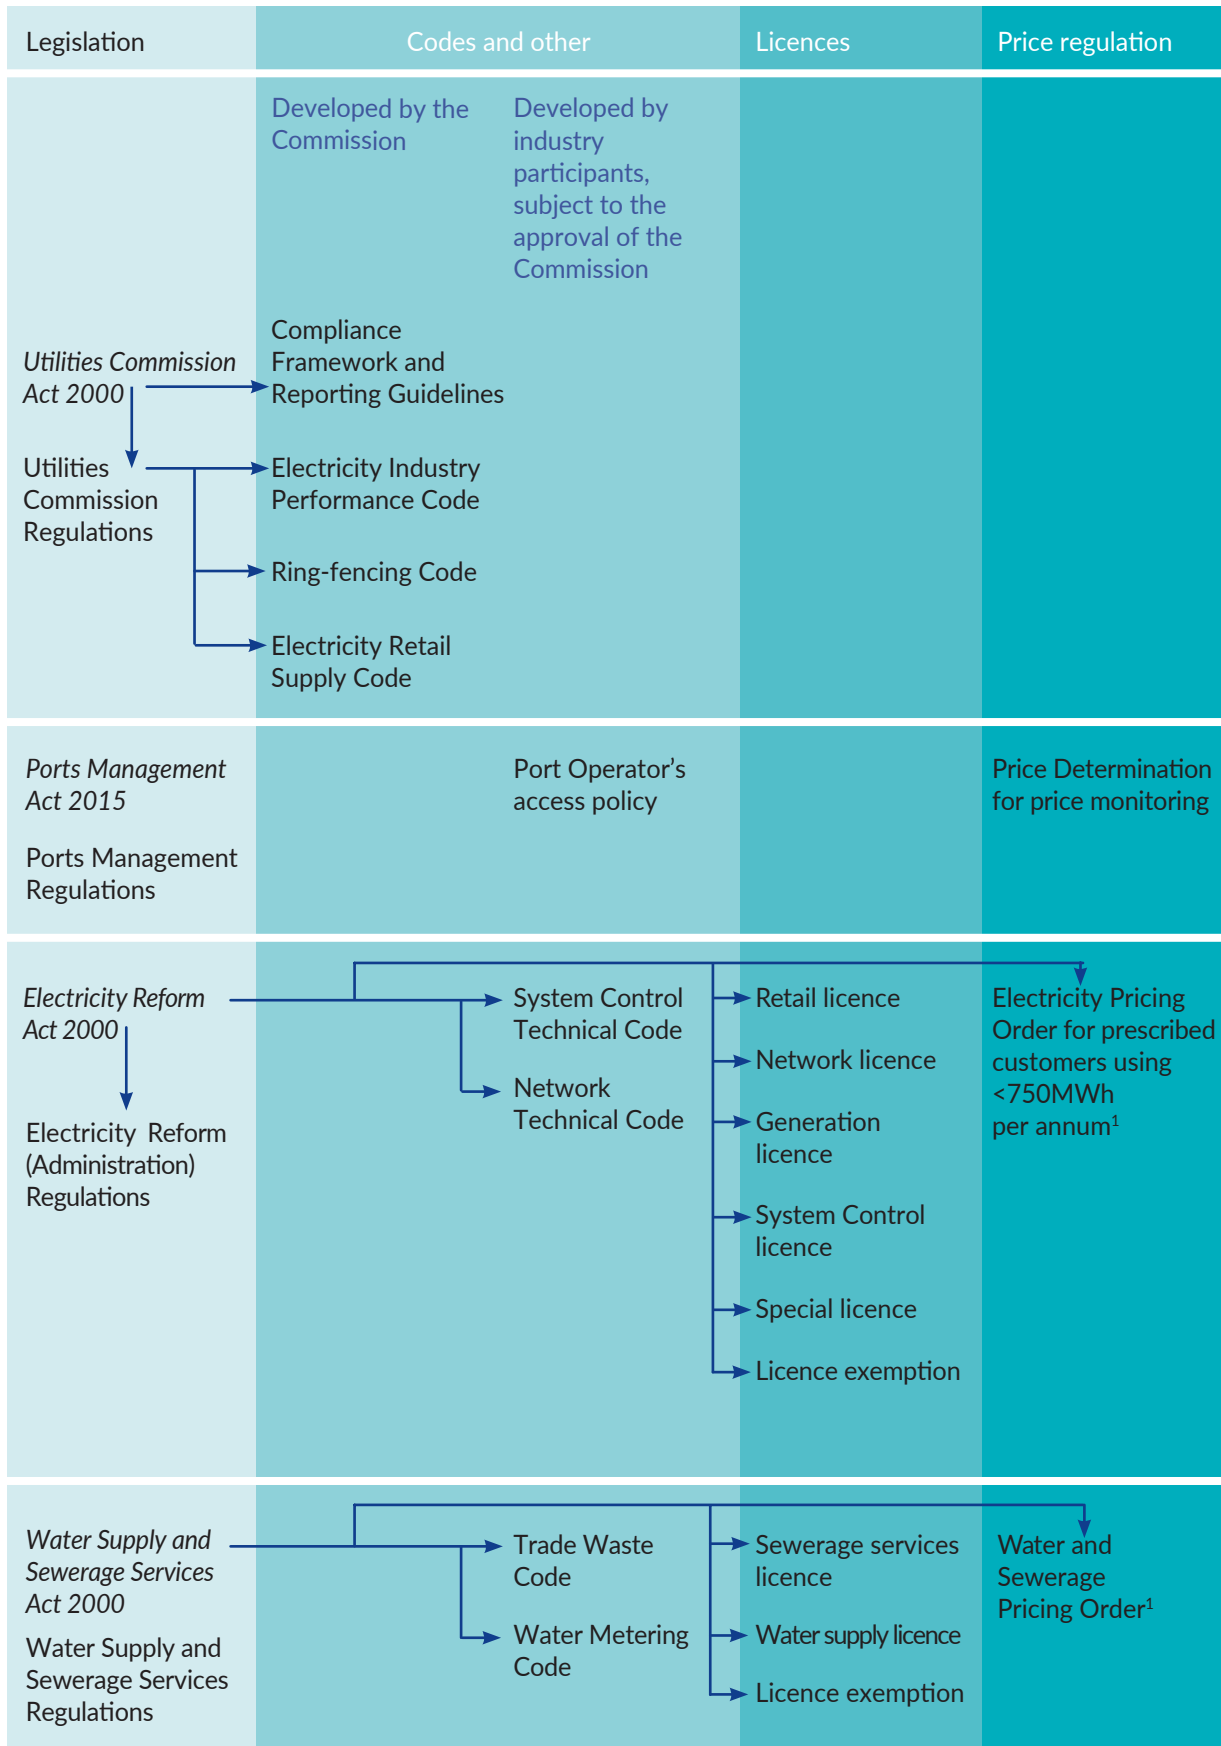 Legislation
Codes and other
Licences
Price regulation
Developed by the
Commission
Developed by
industry
participants,
subject to the
approval of the
Commission
Utilities Commission
Act 2000
Compliance
Framework and
Reporting Guidelines
Utilities
Commission
Regulations
Electricity Industry
Performance Code
Ring-fencing Code
Electricity Retail
Supply Code
Ports Management
Act 2015
Ports Management
Regulations
Port Operator’s
access policy
Price Determination
for price monitoring
Electricity Reform
Act 2000
Electricity Reform
(Administration)
Regulations
System Control
Technical Code
Network
Technical Code
Retail licence
Network licence
Generation
licence
System Control
licence
Special licence
Licence exemption
Electricity Pricing
Order for prescribed
customers using
<750MWh
per annum¹
Water Supply and
Sewerage Services
Act 2000
Water Supply and
Sewerage Services
Regulations
Trade Waste
Code
Water Metering
Code
Sewerage services
licence
Water supply licence
Licence exemption
Water and
Sewerage
Pricing Order¹